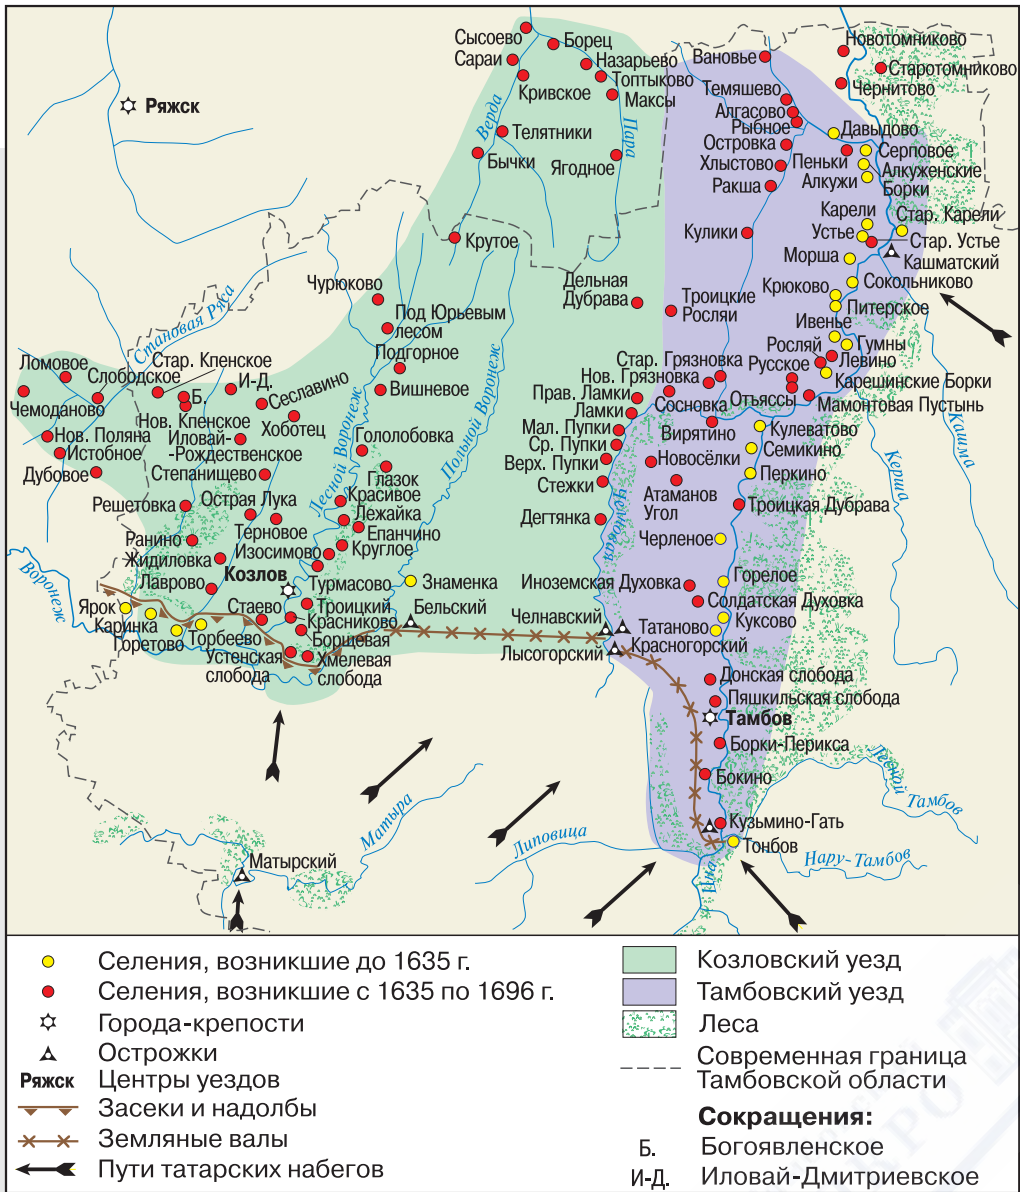 Сысоево
Борец
Сараи
Назарьево
Топтыково
Кривское
Максы
Верда
Пара
Телятники
Бычки
Ягодное
Крутое
Ряжск
Новотомниково
Вановье
Старотомниково
Чернитово
Темяшево
Алгасово
Рыбное
Давыдово
Островка
Серповое
Хлыстово
Пеньки
Алкуженские
Борки
Алкужи
Ракша
Карели
Стар. Карели
Кулики
Устье
Стар. Устье
Кашматский
Морша
Сокольниково
Крюково
Питерское
Дельная
Дубрава
Троицкие
Росляи
Ивенье
Гумны
Росляй
Левино
Русское
Карешинские Борки
Отъяссы
Мамонтовая Пустынь
Чурюково
Под Юрьевым
лесом
Подгорное
Вишневое
Становая Ряса
Ломовое
Стар. Кпенское
Слободское
И-Д.
Б.
Сеславино
Чемоданово
Нов. Кпенское
Хоботец
Нов. Поляна
Иловай-
-Рождественское
Истобное
Степанищево
Дубовое
Гололобовка
Глазок
Лесной Воронеж
Польной Воронеж
Стар. Грязновка
Нов. Грязновка
Прав. Ламки
Ламки
Сосновка
Мал. Пупки
Вирятино
Ср. Пупки
Верх. Пупки
Новосёлки
Стежки
Атаманов
Угол
Дегтянка
Челновая
Кулеватово
Семикино
Перкино
Троицкая Дубрава
Черленое
Керша
Кашма
Решетовка
Острая Лука
Красивое
Лежайка
Терновое
Епанчино
Ранино
Изосимово
Круглое
Жидиловка
Козлов
Турмасово
Лаврово
Воронеж
Ярок
Каринка
Стаево
Троицкий
Красниково
Торбеево
Борщевая
Горетово
Устенская
слобода
Хмелевая
слобода
Знаменка
Бельский
Иноземская Духовка
Горелое
Солдатская Духовка
Челнавский
Куксово
Татаново
Красногорский
Лысогорский
Донская слобода
Пяшкильская слобода
Тамбов
Борки-Перикса
Бокино
Кузьмино-Гать
Тонбов
Лесной Тамбов
Нару-Тамбов
Цна
Липовица
Матыра
Матырский
Селения, возникшие до 1635 г.
Селения, возникшие с 1635 по 1696 г.
Города-крепости
Острожки
Ряжск Центры уездов
Засеки и надолбы
Земляные валы
Пути татарских набегов
Козловский уезд
Тамбовский уезд
Леса
Современная граница
Тамбовской области
Сокращения:
Б. Богоявленское
И-Д. Иловай-Дмитриевское